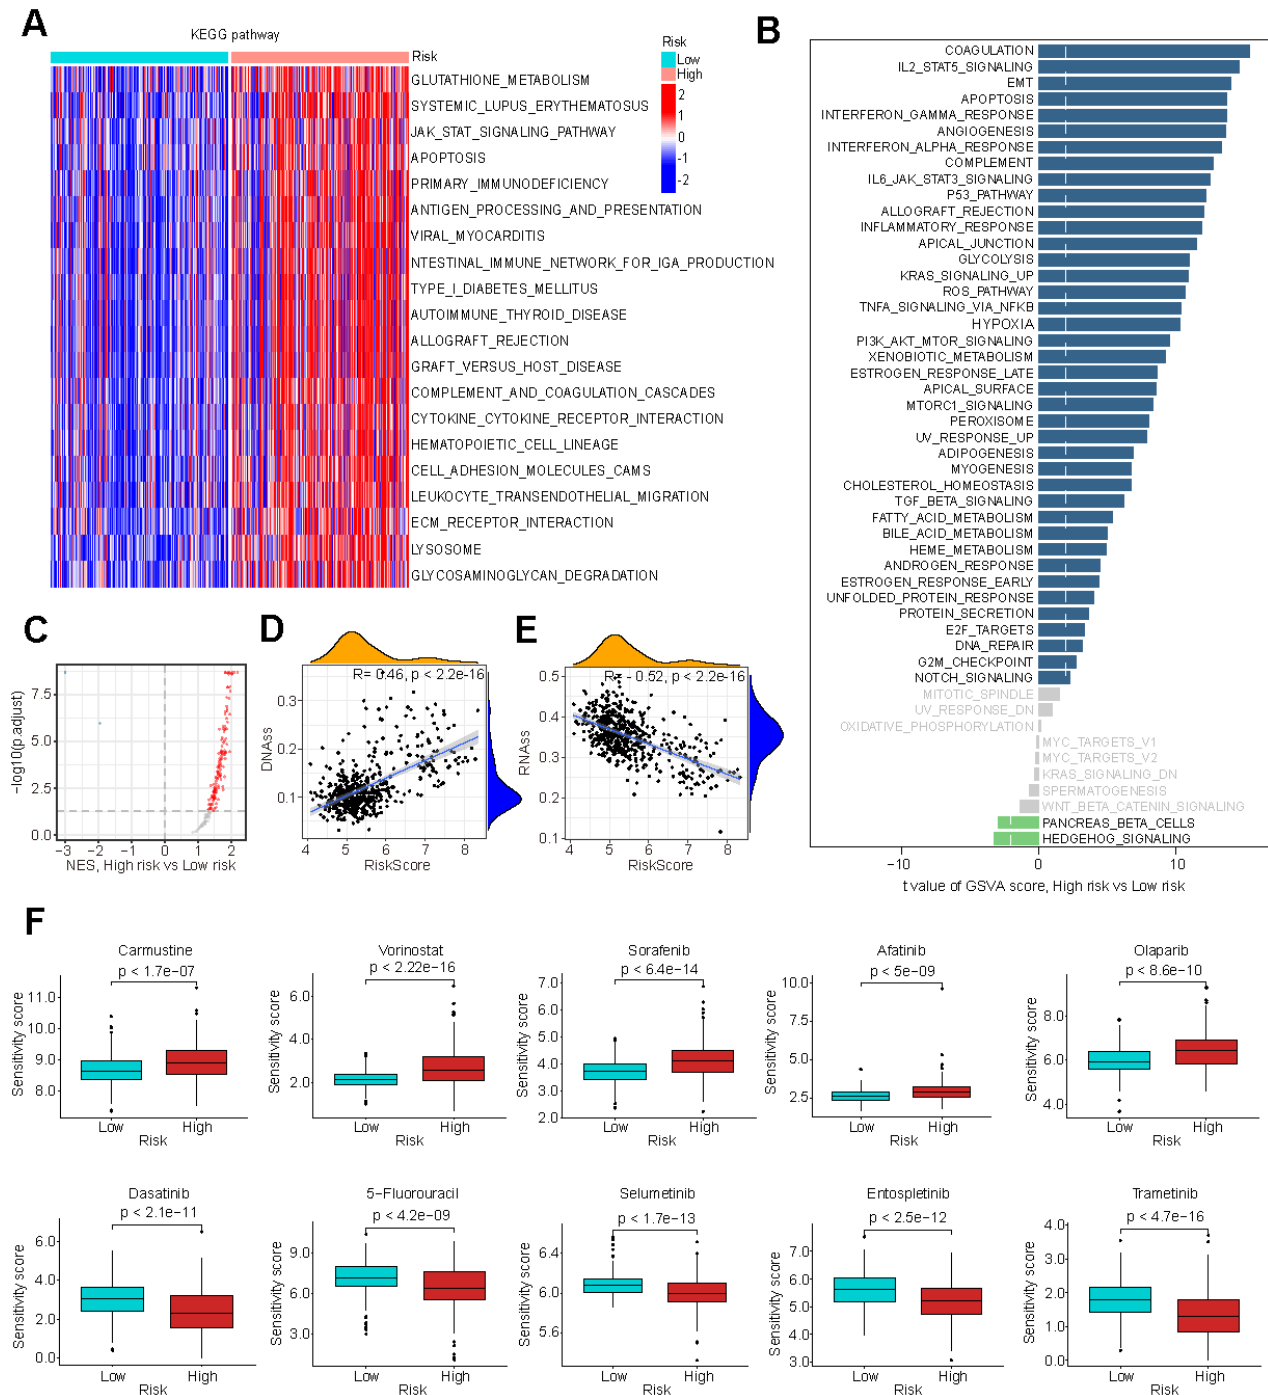 A
KEGG pathway
Risk
Risk
Low
High
2
1
0
-1
-2
GLUTATHIONE_METABOLISM
SYSTEMIC_LUPUS_ERYTHEMATOSUS
JAK_STAT_SIGNALING_PATHWAY
APOPTOSIS
PRIMARY_IMMUNODEFICIENCY
ANTIGEN_PROCESSING_AND_PRESENTATION
VIRAL_MYOCARDITIS
NTESTINAL_IMMUNE_NETWORK_FOR_IGA_PRODUCTION
TYPE_I_DIABETES_MELLITUS
AUTOIMMUNE_THYROID_DISEASE
ALLOGRAFT_REJECTION
GRAFT_VERSUS_HOST_DISEASE
COMPLEMENT_AND_COAGULATION_CASCADES
CYTOKINE_CYTOKINE_RECEPTOR_INTERACTION
HEMATOPOIETIC_CELL_LINEAGE
CELL_ADHESION_MOLECULES_CAMS
LEUKOCYTE_TRANSENDOTHELIAL_MIGRATION
ECM_RECEPTOR_INTERACTION
LYSOSOME
GLYCOSAMINOGLYCAN_DEGRADATION
B
COAGULATION
IL2_STAT5_SIGNALING
EMT
APOPTOSIS
INTERFERON_GAMMA_RESPONSE
ANGIOGENESIS
INTERFERON_ALPHA_RESPONSE
COMPLEMENT
IL6_JAK_STAT3_SIGNALING
P53_PATHWAY
ALLOGRAFT_REJECTION
INFLAMMATORY_RESPONSE
APICAL_JUNCTION
GLYCOLYSIS
KRAS_SIGNALING_UP
ROS_PATHWAY
TNFA_SIGNALING_VIA_NFKB
HYPOXIA
PI3K_AKT_MTOR_SIGNALING
XENOBIOTIC_METABOLISM
ESTROGEN_RESPONSE_LATE
APICAL_SURFACE
MTORC1_SIGNALING
PEROXISOME
UV_RESPONSE_UP
ADIPOGENESIS
MYOGENESIS
CHOLESTEROL_HOMEOSTASIS
TGF_BETA_SIGNALING
FATTY_ACID_METABOLISM
BILE_ACID_METABOLISM
HEME_METABOLISM
ANDROGEN_RESPONSE
ESTROGEN_RESPONSE_EARLY
UNFOLDED_PROTEIN_RESPONSE
PROTEIN_SECRETION
E2F_TARGETS
DNA_REPAIR
G2M_CHECKPOINT
NOTCH_SIGNALING
MITOTIC_SPINDLE
UV_RESPONSE_DN
OXIDATIVE_PHOSPHORYLATION
MYC_TARGETS_V1
MYC_TARGETS_V2
KRAS_SIGNALING_DN
SPERMATOGENESIS
WNT_BETA_CATENIN_SIGNALING
PANCREAS_BETA_CELLS
HEDGEHOG_SIGNALING
−10 0 10
t value of GSVA score, High risk vs Low risk
C
-log10(p.adjust)
7.5
5.0
2.5
0.0
−3 −2 −1 0 1 2
NES, High risk vs Low risk
D
R= 0.46, p < 2.2e-16
DNAss
0.3
0.2
0.1
4 5 6 7 8
RiskScore
E
R= - 0.52, p < 2.2e-16
RNAss
0.5
0.4
0.3
0.2
0.1
4 5 6 7 8
RiskScore
F
Carmustine
p < 1.7e−07
Sensitivity score
11.0
10.0
9.0
8.0
Low High
Risk
Vorinostat
p < 2.22e−16
Sensitivity score
6.0
4.0
2.0
Low High
Risk
Sorafenib
p < 6.4e−14
Sensitivity score
7.0
6.0
5.0
4.0
3.0
2.0
Low High
Risk
Afatinib
p < 5e−09
Sensitivity score
10.0
7.5
5.0
2.5
Low High
Risk
Olaparib
p < 8.6e−10
Sensitivity score
8.0
6.0
4.0
Low High
Risk
Dasatinib
p < 2.1e−11
Sensitivity score
6.0
4.0
2.0
0.0
Low High
Risk
5−Fluorouracil
p < 4.2e−09
Sensitivity score
9.0
6.0
3.0
Low High
Risk
Selumetinib
p < 1.7e−13
Sensitivity score
6.4
6.0
5.6
Low High
Risk
Entospletinib
p < 2.5e−12
Sensitivity score
7.0
6.0
5.0
4.0
3.0
Low High
Risk
Trametinib
p < 4.7e−16
Sensitivity score
4.0
3.0
2.0
1.0
0.0
Low High
Risk